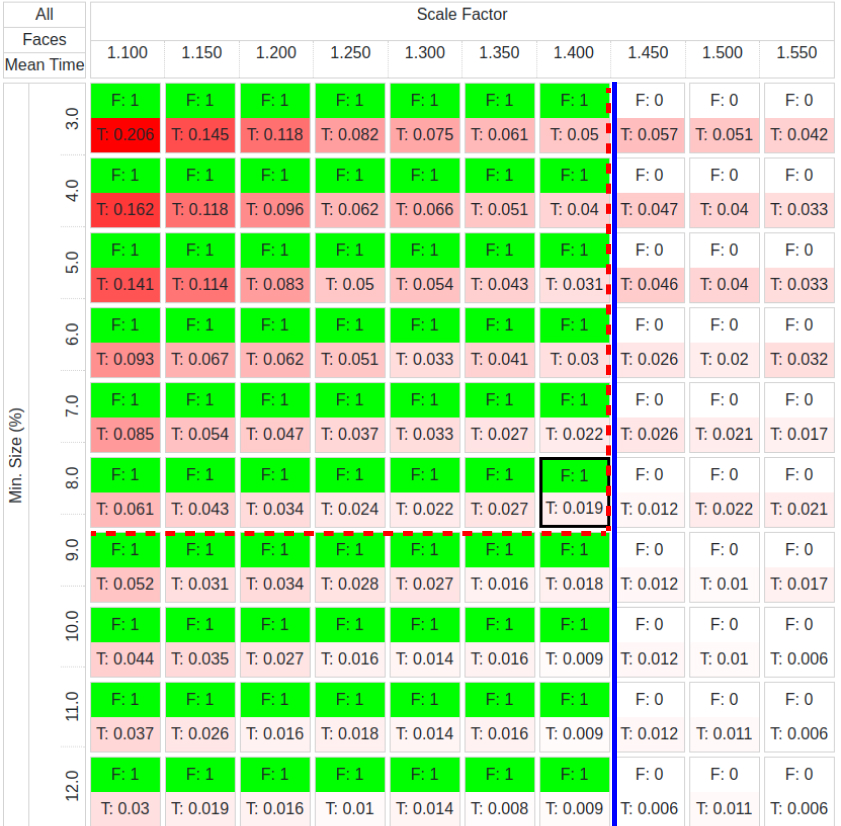 All Scale Factor
Faces
Mean Time 1.100 1.150 1.200 1.250 1.300 1.350 1.400 1.450 1.500 1.550
Min. Size (%)
3.0 F: 1 F: 1 F: 1 F: 1 F: 1 F: 1 F: 1 F: 0 F: 0 F: 0
T: 0.206 T: 0.145 T: 0.118 T: 0.082 T: 0.075 T: 0.061 T: 0.05 T: 0.057 T: 0.051 T: 0.042
4.0 F: 1 F: 1 F: 1 F: 1 F: 1 F: 1 F: 1 F: 0 F: 0 F: 0
T: 0.162 T: 0.118 T: 0.096 T: 0.062 T: 0.066 T: 0.051 T: 0.04 T: 0.047 T: 0.04 T: 0.033
5.0 F: 1 F: 1 F: 1 F: 1 F: 1 F: 1 F: 1 F: 0 F: 0 F: 0
T: 0.141 T: 0.114 T: 0.083 T: 0.05 T: 0.054 T: 0.043 T: 0.031 T: 0.046 T: 0.04 T: 0.033
6.0 F: 1 F: 1 F: 1 F: 1 F: 1 F: 1 F: 1 F: 0 F: 0 F: 0
T: 0.093 T: 0.067 T: 0.062 T: 0.051 T: 0.033 T: 0.041 T: 0.03 T: 0.026 T: 0.02 T: 0.032
7.0 F: 1 F: 1 F: 1 F: 1 F: 1 F: 1 F: 1 F: 0 F: 0 F: 0
T: 0.085 T: 0.054 T: 0.047 T: 0.037 T: 0.033 T: 0.027 T: 0.022 T: 0.026 T: 0.021 T: 0.017
8.0 F: 1 F: 1 F: 1 F: 1 F: 1 F: 1 F: 1 F: 0 F: 0 F: 0
T: 0.061 T: 0.043 T: 0.034 T: 0.024 T: 0.022 T: 0.027 T: 0.019 T: 0.012 T: 0.022 T: 0.021
9.0 F: 1 F: 1 F: 1 F: 1 F: 1 F: 1 F: 1 F: 0 F: 0 F: 0
T: 0.052 T: 0.031 T: 0.034 T: 0.028 T: 0.027 T: 0.016 T: 0.018 T: 0.012 T: 0.01 T: 0.017
10.0 F: 1 F: 1 F: 1 F: 1 F: 1 F: 1 F: 1 F: 0 F: 0 F: 0
T: 0.044 T: 0.035 T: 0.027 T: 0.016 T: 0.014 T: 0.016 T: 0.009 T: 0.012 T: 0.01 T: 0.006
11.0 F: 1 F: 1 F: 1 F: 1 F: 1 F: 1 F: 1 F: 0 F: 0 F: 0
T: 0.037 T: 0.026 T: 0.016 T: 0.018 T: 0.014 T: 0.016 T: 0.009 T: 0.012 T: 0.011 T: 0.006
12.0 F: 1 F: 1 F: 1 F: 1 F: 1 F: 1 F: 1 F: 0 F: 0 F: 0
T: 0.03 T: 0.019 T: 0.016 T: 0.01 T: 0.014 T: 0.008 T: 0.009 T: 0.006 T: 0.011 T: 0.006